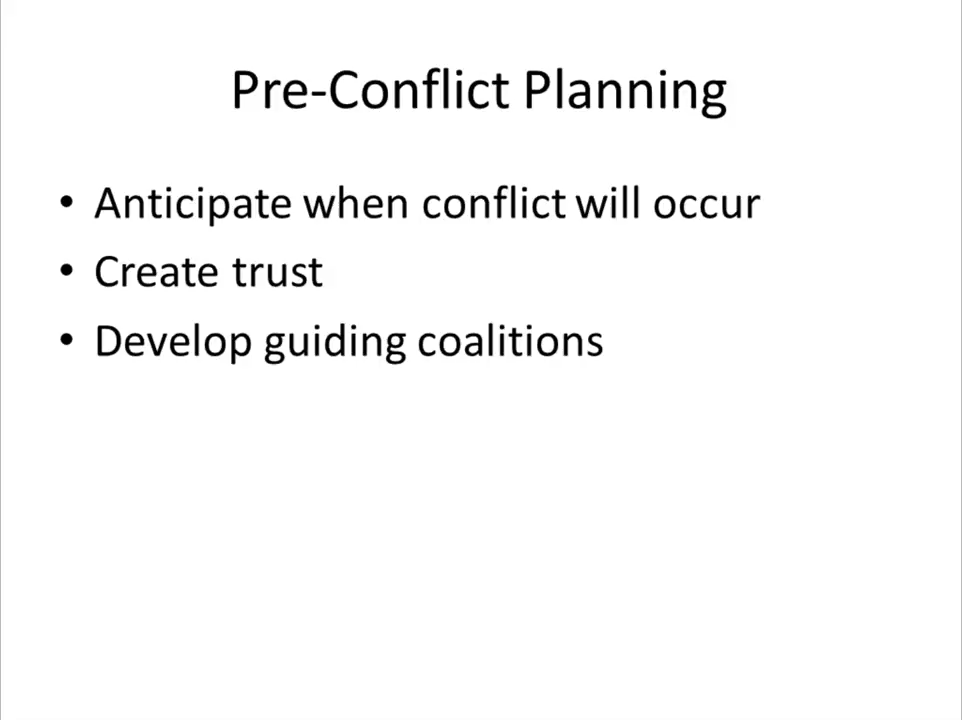 Pre-Conflict Planning
• Anticipate when conflict will occur
• Create trust
• Develop guiding coalitions